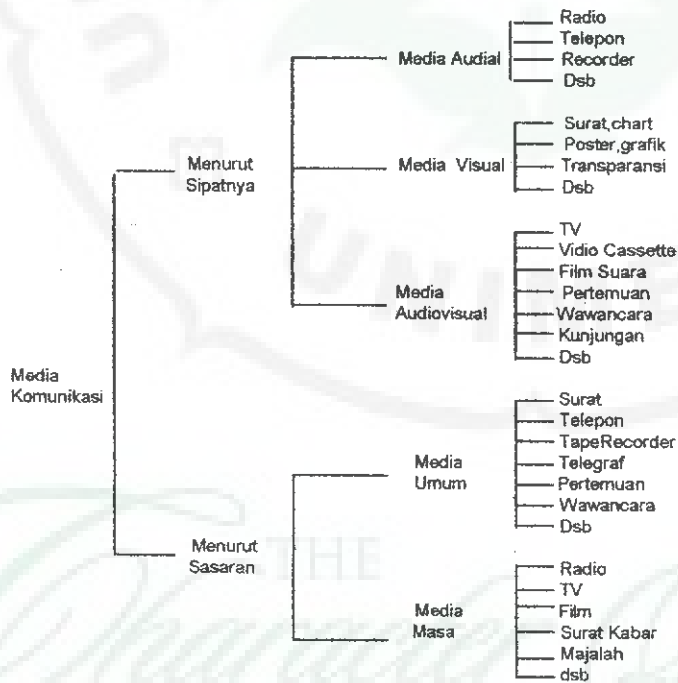 Media
Komunikasi
Menurut
Sipatnya
Media Audial
Radio
Telepon
Recorder
Dsb
Media Visual
Surat,chart
Poster,grafik
Transparansi
Dsb
Media
Audiovisual
TV
Vidio Cassette
Film Suara
Pertemuan
Wawancara
Kunjungan
Dsb
Menurut
Sasaran
Media
Umum
Surat
Telepon
TapeRecorder
Telegraf
Pertemuan
Wawancara
Dsb
Media
Masa
Radio
TV
Film
Surat Kabar
Majalah
dsb
THE
Character